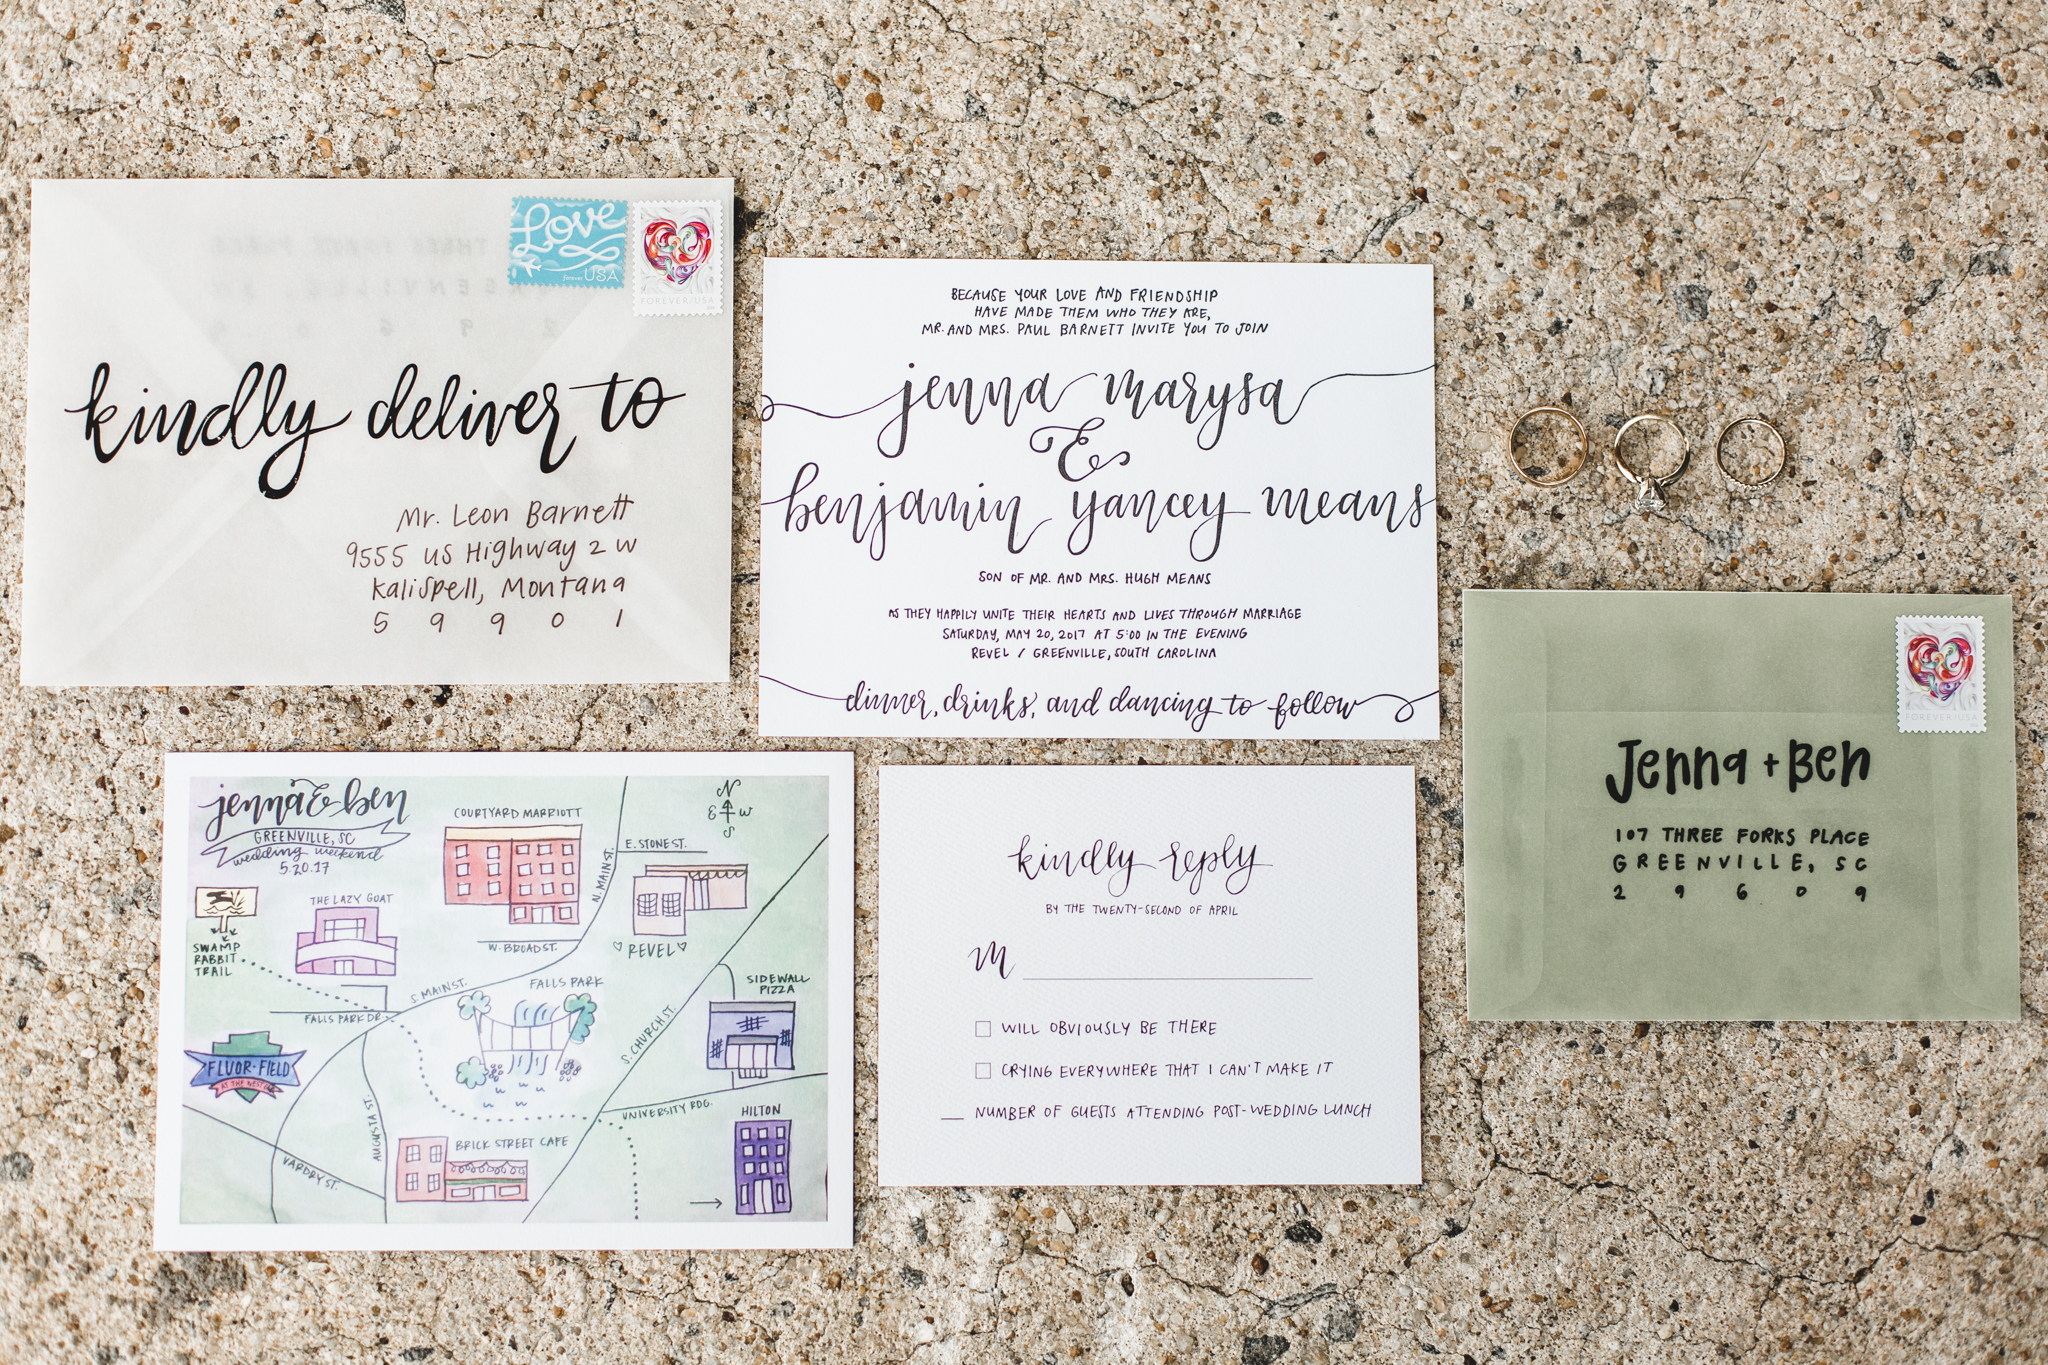 Love
forever USA
FOREVER/USA
kindly deliver to
Mr. Leon Barnett
9555 US Highway 2 W
Kalispell, Montana
5 9 9 0 1
BECAUSE YOUR LOVE AND FRIENDSHIP
HAVE MADE THEM WHO THEY ARE,
MR. AND MRS. PAUL BARNETT INVITE YOU TO JOIN
jenna marysa
&
benjamin yancey means
SON OF MR. AND MRS. HUGH MEANS
AS THEY HAPPILY UNITE THEIR HEARTS AND LIVES THROUGH MARRIAGE
SATURDAY, MAY 20, 2017 AT 5:00 IN THE EVENING
REVEL / GREENVILLE, SOUTH CAROLINA
dinner, drinks, and dancing to follow
FOREVER/USA
Jenna + Ben
107 THREE FORKS PLACE
GREENVILLE, SC
2 9 6 0 9
jenna & ben
GREENVILLE, SC
wedding weekend
5.20.17
COURTYARD MARRIOTT
N
E W
S
N. MAIN ST.
E. STONE ST.
THE LAZY GOAT
SWAMP
RABBIT
TRAIL
W. BROAD ST.
REVEL
S. MAIN ST.
FALLS PARK
SIDEWALL
PIZZA
FALLS PARK DR.
S. CHURCH ST.
FLUOR-FIELD
AT THE WEST
AUGUSTA ST.
UNIVERSITY RDG.
HILTON
BRICK STREET CAFE
VARDRY ST.
kindly reply
BY THE TWENTY-SECOND OF APRIL
M
WILL OBVIOUSLY BE THERE
CRYING EVERYWHERE THAT I CAN'T MAKE IT
NUMBER OF GUESTS ATTENDING POST-WEDDING LUNCH